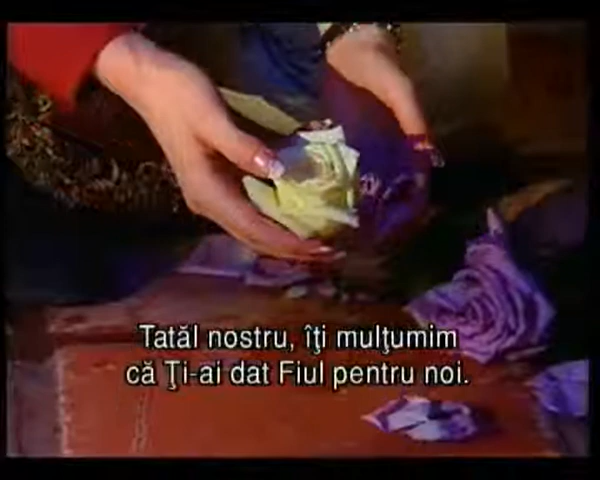 Tatăl nostru, îţi mulţumim
că Ţi-ai dat Fiul pentru noi.